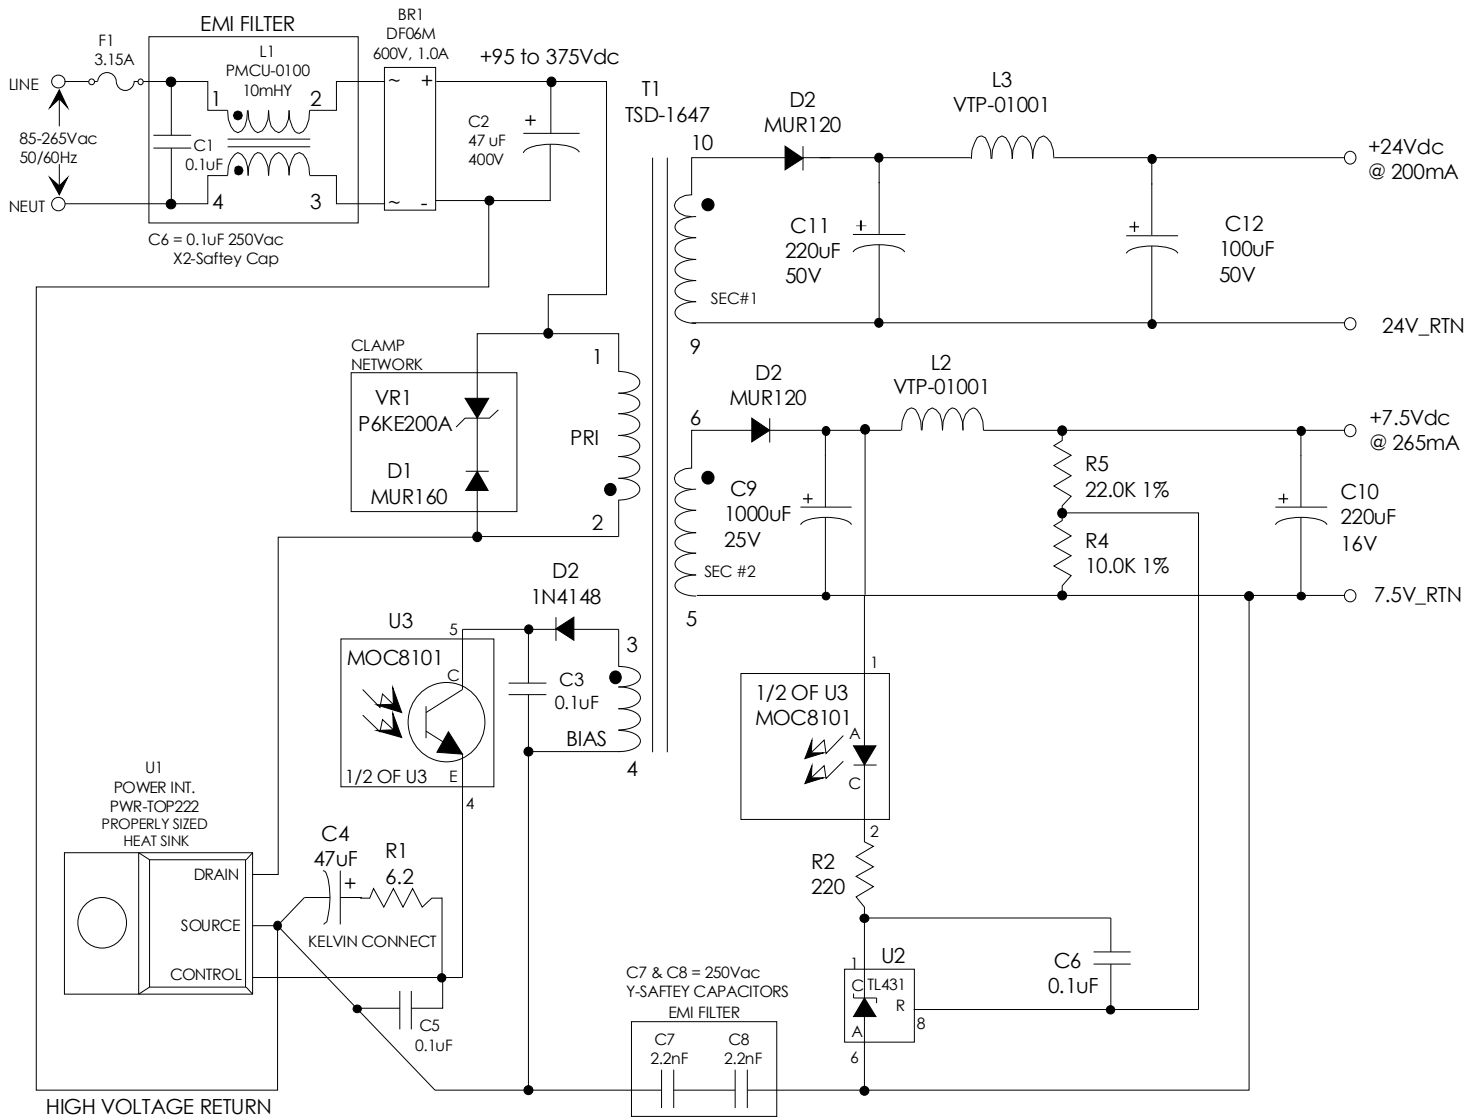 EMI FILTER
F1
3.15A
L1
PMCU-0100
10mHY
BR1
DF06M
600V, 1.0A
+95 to 375Vdc
LINE
85-265Vac
50/60Hz
NEUT
1
2
C1
0.1uF
4
3
~
+
~
-
C2
47 uF
400V
+
C6 = 0.1uF 250Vac
X2-Saftey Cap
T1
TSD-1647
10
D2
MUR120
L3
VTP-01001
+24Vdc
@ 200mA
C11
220uF
50V
+
+
C12
100uF
50V
SEC#1
9
24V_RTN
CLAMP
NETWORK
VR1
P6KE200A
D1
MUR160
1
PRI
2
D2
MUR120
L2
VTP-01001
6
+7.5Vdc
@ 265mA
C9
1000uF
25V
+
R5
22.0K 1%
R4
10.0K 1%
+
C10
220uF
16V
SEC #2
5
7.5V_RTN
D2
1N4148
U3
5
MOC8101
C
1/2 OF U3
E
4
C3
0.1uF
3
BIAS
4
1
1/2 OF U3
MOC8101
A
C
2
R2
220
U1
POWER INT.
PWR-TOP222
PROPERLY SIZED
HEAT SINK
DRAIN
SOURCE
CONTROL
C4
47uF
+
R1
6.2
KELVIN CONNECT
C5
0.1uF
C7 & C8 = 250Vac
Y-SAFTEY CAPACITORS
EMI FILTER
C7
2.2nF
C8
2.2nF
U2
1
C
TL431
R
8
A
6
C6
0.1uF
HIGH VOLTAGE RETURN